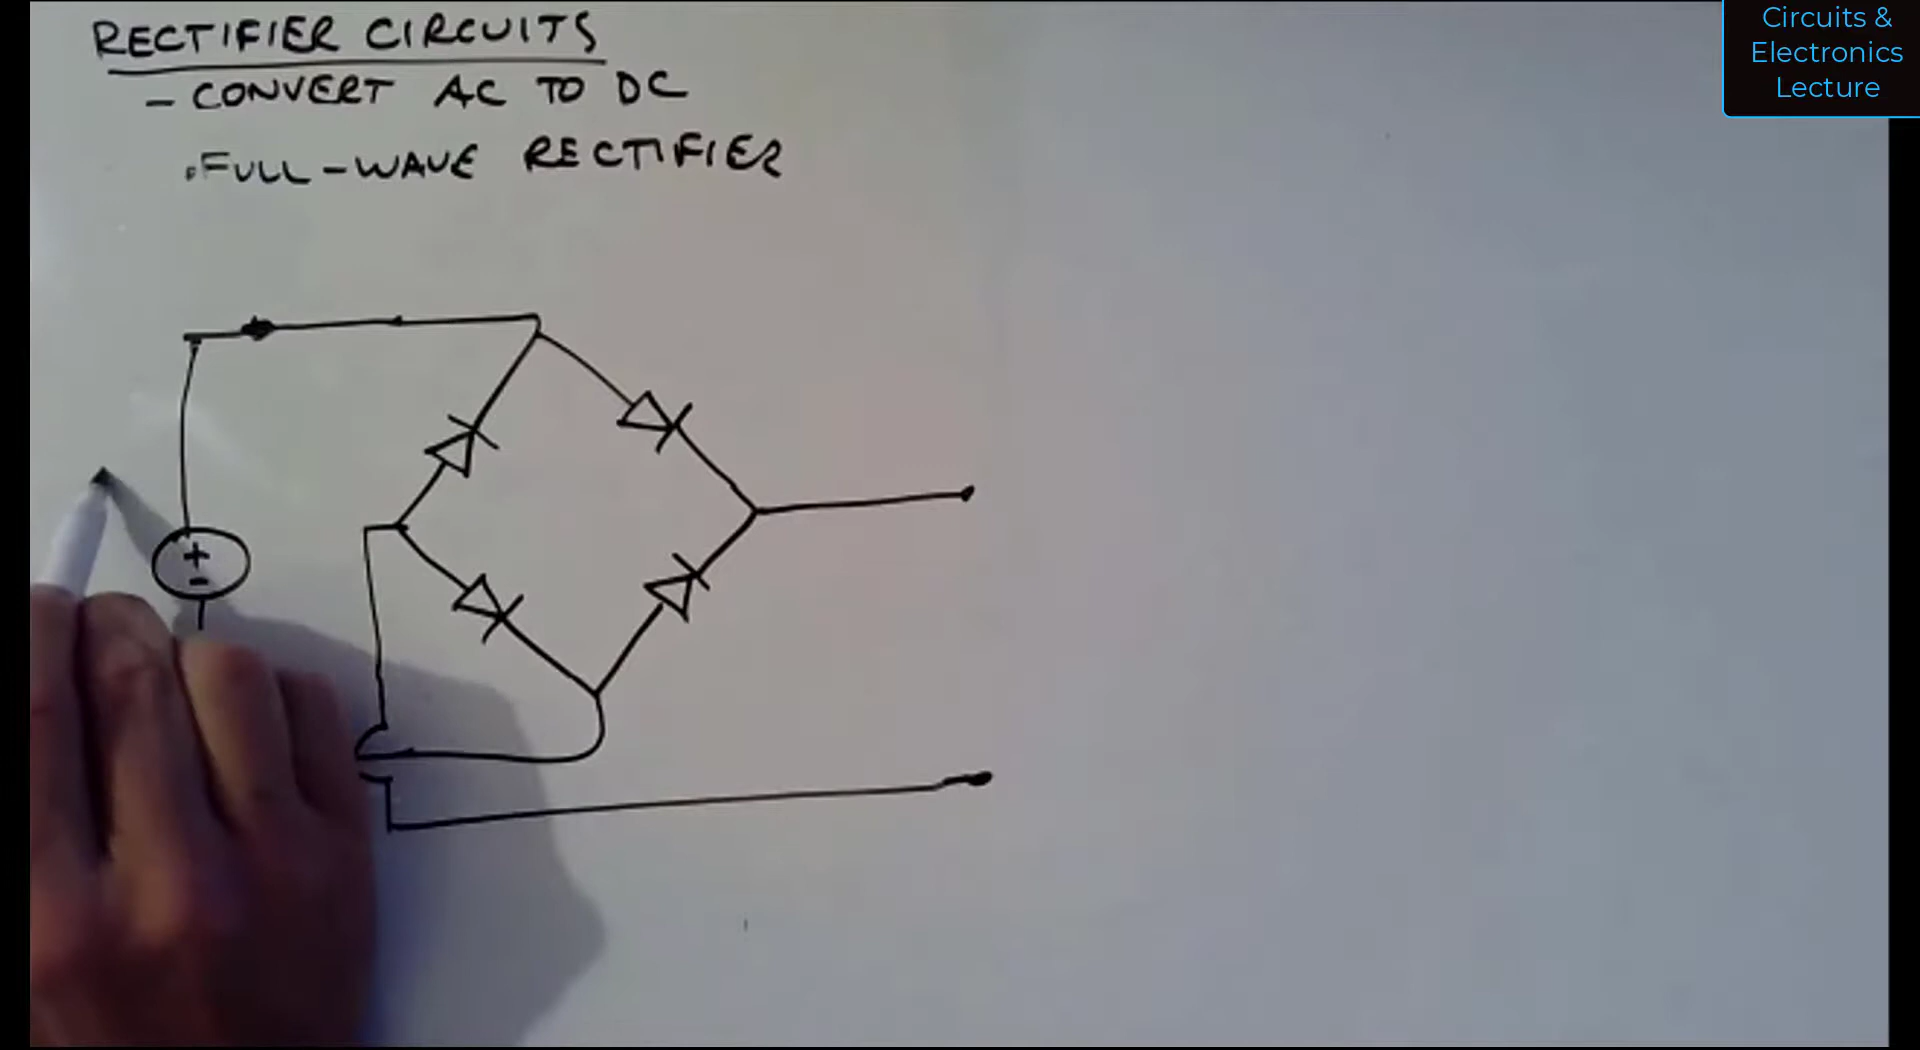 RECTIFIER CIRCUITS
- CONVERT AC TO DC
. FULL-WAVE RECTIFIER
Circuits &
Electronics
Lecture
+
-